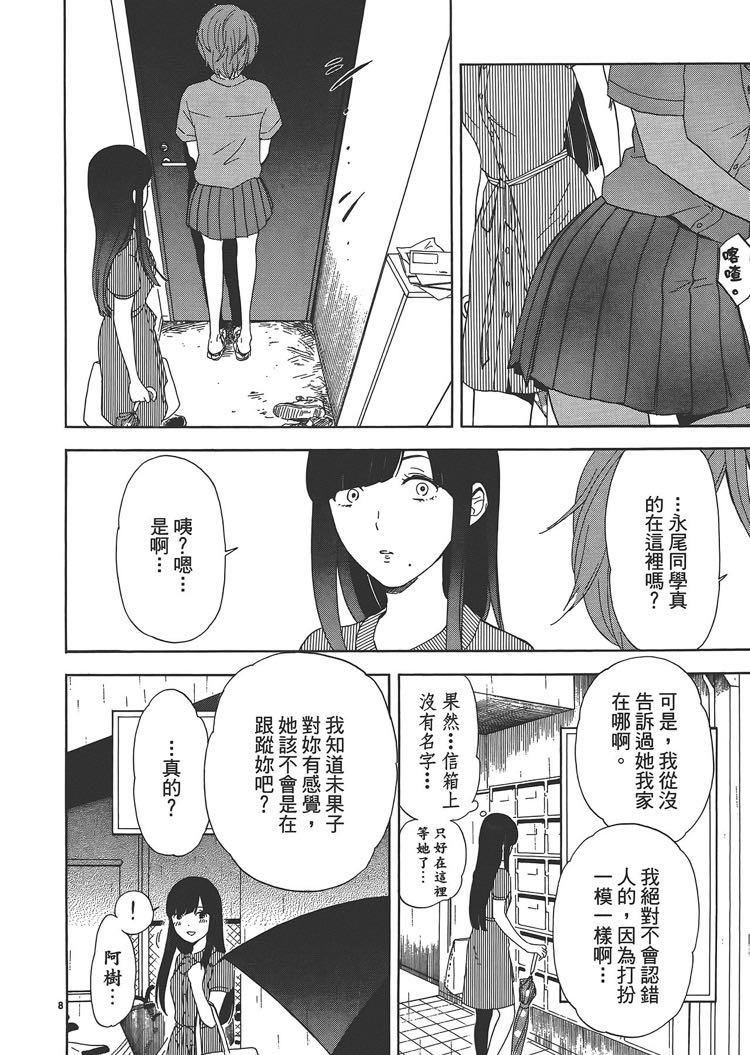 喀喳。
…永尾同學真
的在這裡嗎？
咦？嗯…
是啊…
可是，我從沒
告訴過她我家
在哪啊。
我絕對不會認錯
人的，因為打扮
一模一樣啊…
果然…信箱上
沒有名字…
只好在這裡
等她了…
我知道未果子
對妳有感覺，
她該不會是在
跟蹤妳吧？
…真的？
！
阿樹…
8